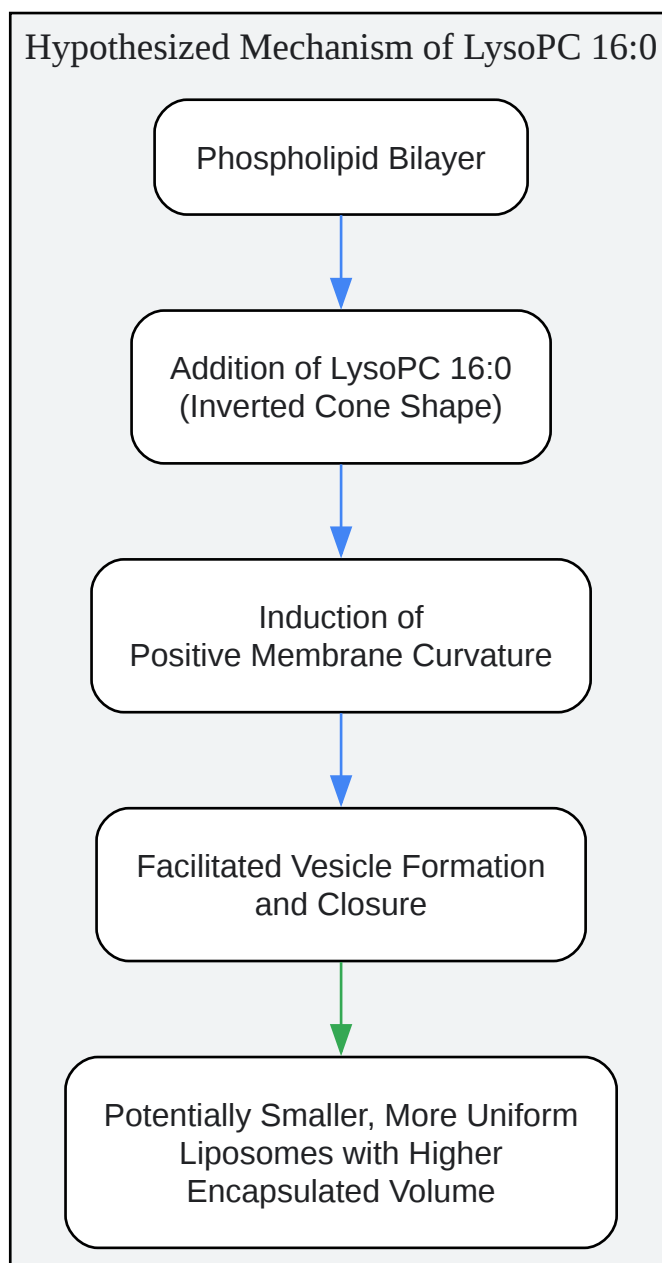 Hypothesized Mechanism of LysoPC 16:0
Phospholipid Bilayer
Addition of LysoPC 16:0
(Inverted Cone Shape)
Induction of
Positive Membrane Curvature
Facilitated Vesicle Formation
and Closure
Potentially Smaller, More Uniform
Liposomes with Higher
Encapsulated Volume